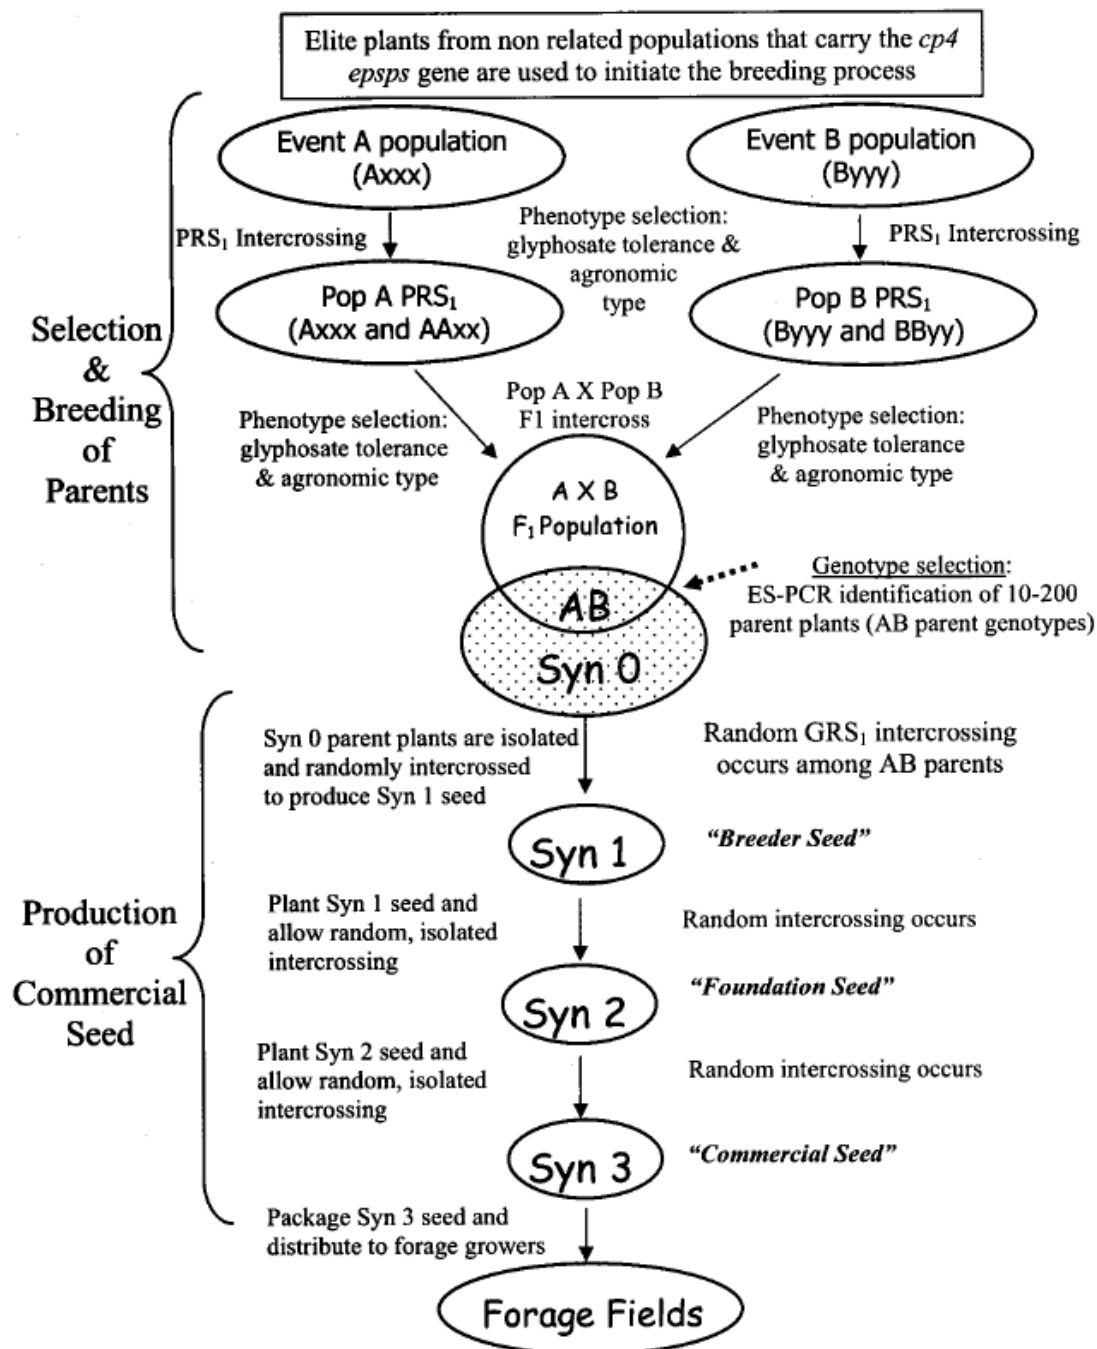 Elite plants from non related populations that carry the cp4
epsps gene are used to initiate the breeding process
Event A population
(Axxx)
Event B population
(Byyy)
PRS₁ Intercrossing
Phenotype selection:
glyphosate tolerance &
agronomic
type
PRS₁ Intercrossing
Pop A PRS₁
(Axxx and AAxx)
Pop B PRS₁
(Byyy and BByy)
Selection
&
Breeding
of
Parents
Pop A X Pop B
F1 intercross
Phenotype selection:
glyphosate tolerance
& agronomic type
Phenotype selection:
glyphosate tolerance
& agronomic type
A X B
F₁ Population
AB
Syn 0
Genotype selection:
ES-PCR identification of 10-200
parent plants (AB parent genotypes)
Production
of
Commercial
Seed
Syn 0 parent plants are isolated
and randomly intercrossed
to produce Syn 1 seed
Random GRS₁ intercrossing
occurs among AB parents
Syn 1
"Breeder Seed"
Plant Syn 1 seed and
allow random, isolated
intercrossing
Random intercrossing occurs
Syn 2
"Foundation Seed"
Plant Syn 2 seed and
allow random, isolated
intercrossing
Random intercrossing occurs
Syn 3
"Commercial Seed"
Package Syn 3 seed and
distribute to forage growers
Forage Fields